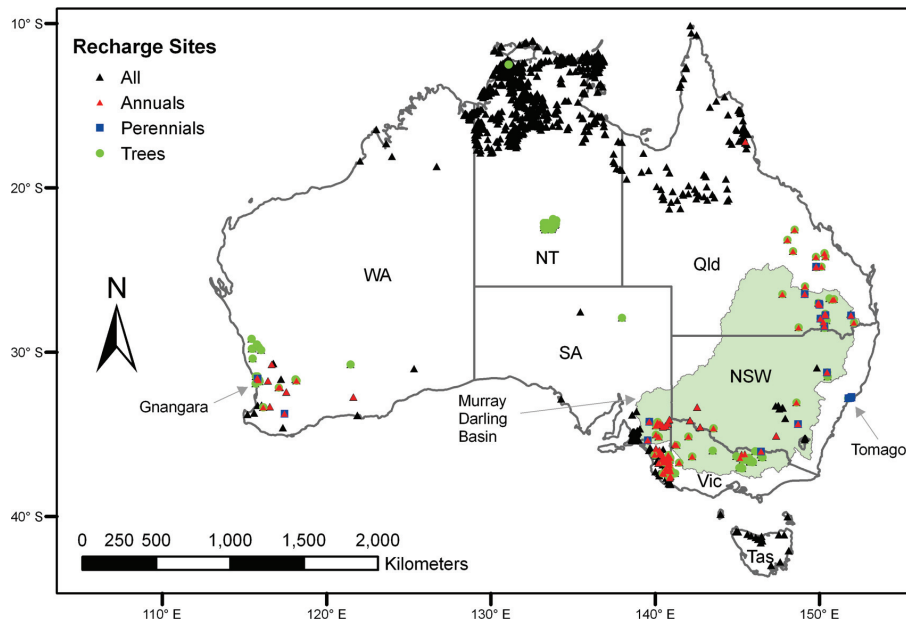 10° S
20° S
30° S
40° S
Recharge Sites
All
Annuals
Perennials
Trees
N
WA
NT
Qld
SA
NSW
Vic
Tas
Gnangara
Murray
Darling
Basin
Tomago
0 250 500 1,000 1,500 2,000
Kilometers
110° E 120° E 130° E 140° E 150° E